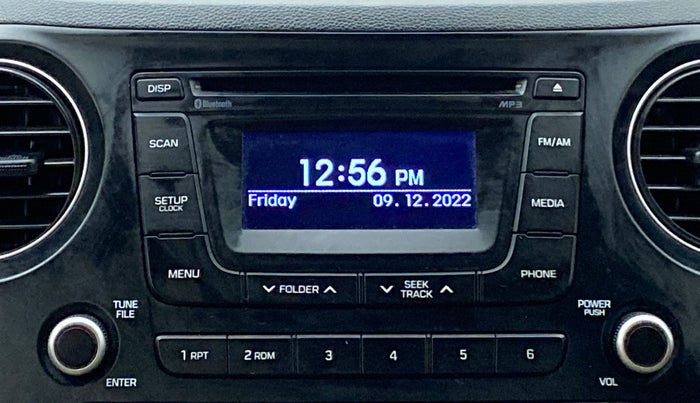 DISP
Bluetooth
MP3
SCAN
FM/AM
12:56 PM
Friday 09.12.2022
SETUP
CLOCK
MEDIA
MENU
FOLDER
SEEK
TRACK
PHONE
TUNE
FILE
POWER
PUSH
1 RPT
2 RDM
3
4
5
6
ENTER
VOL